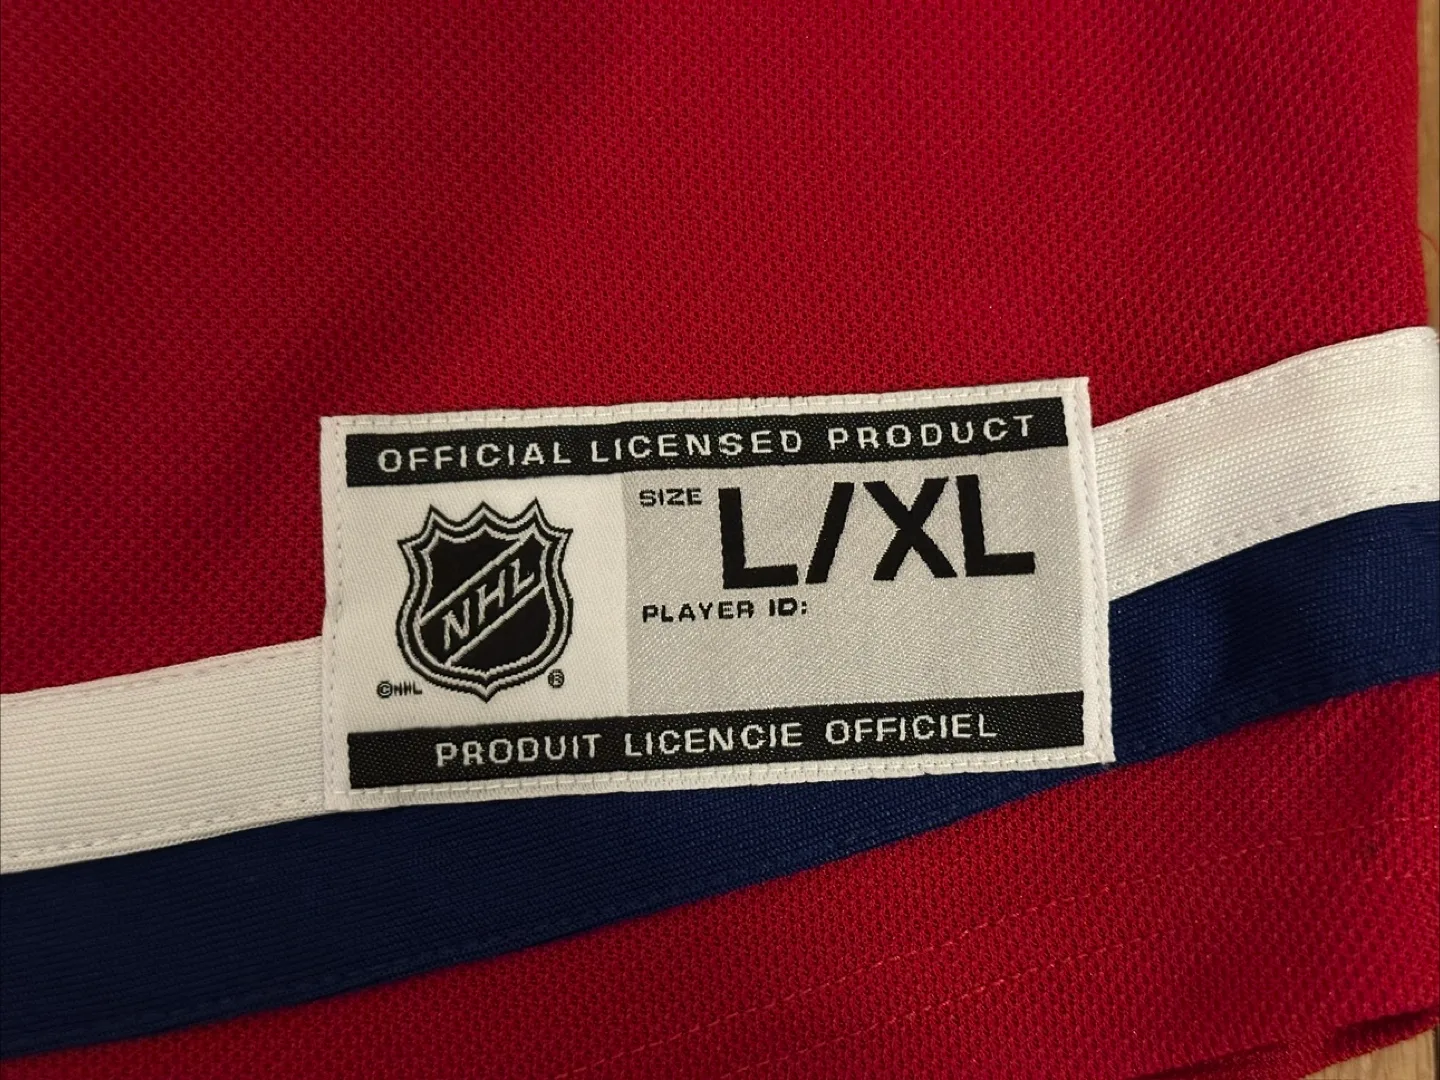 OFFICIAL LICENSED PRODUCT
SIZE L/XL
NHL
PLAYER ID:
©NHL ®
PRODUIT LICENCIE OFFICIEL